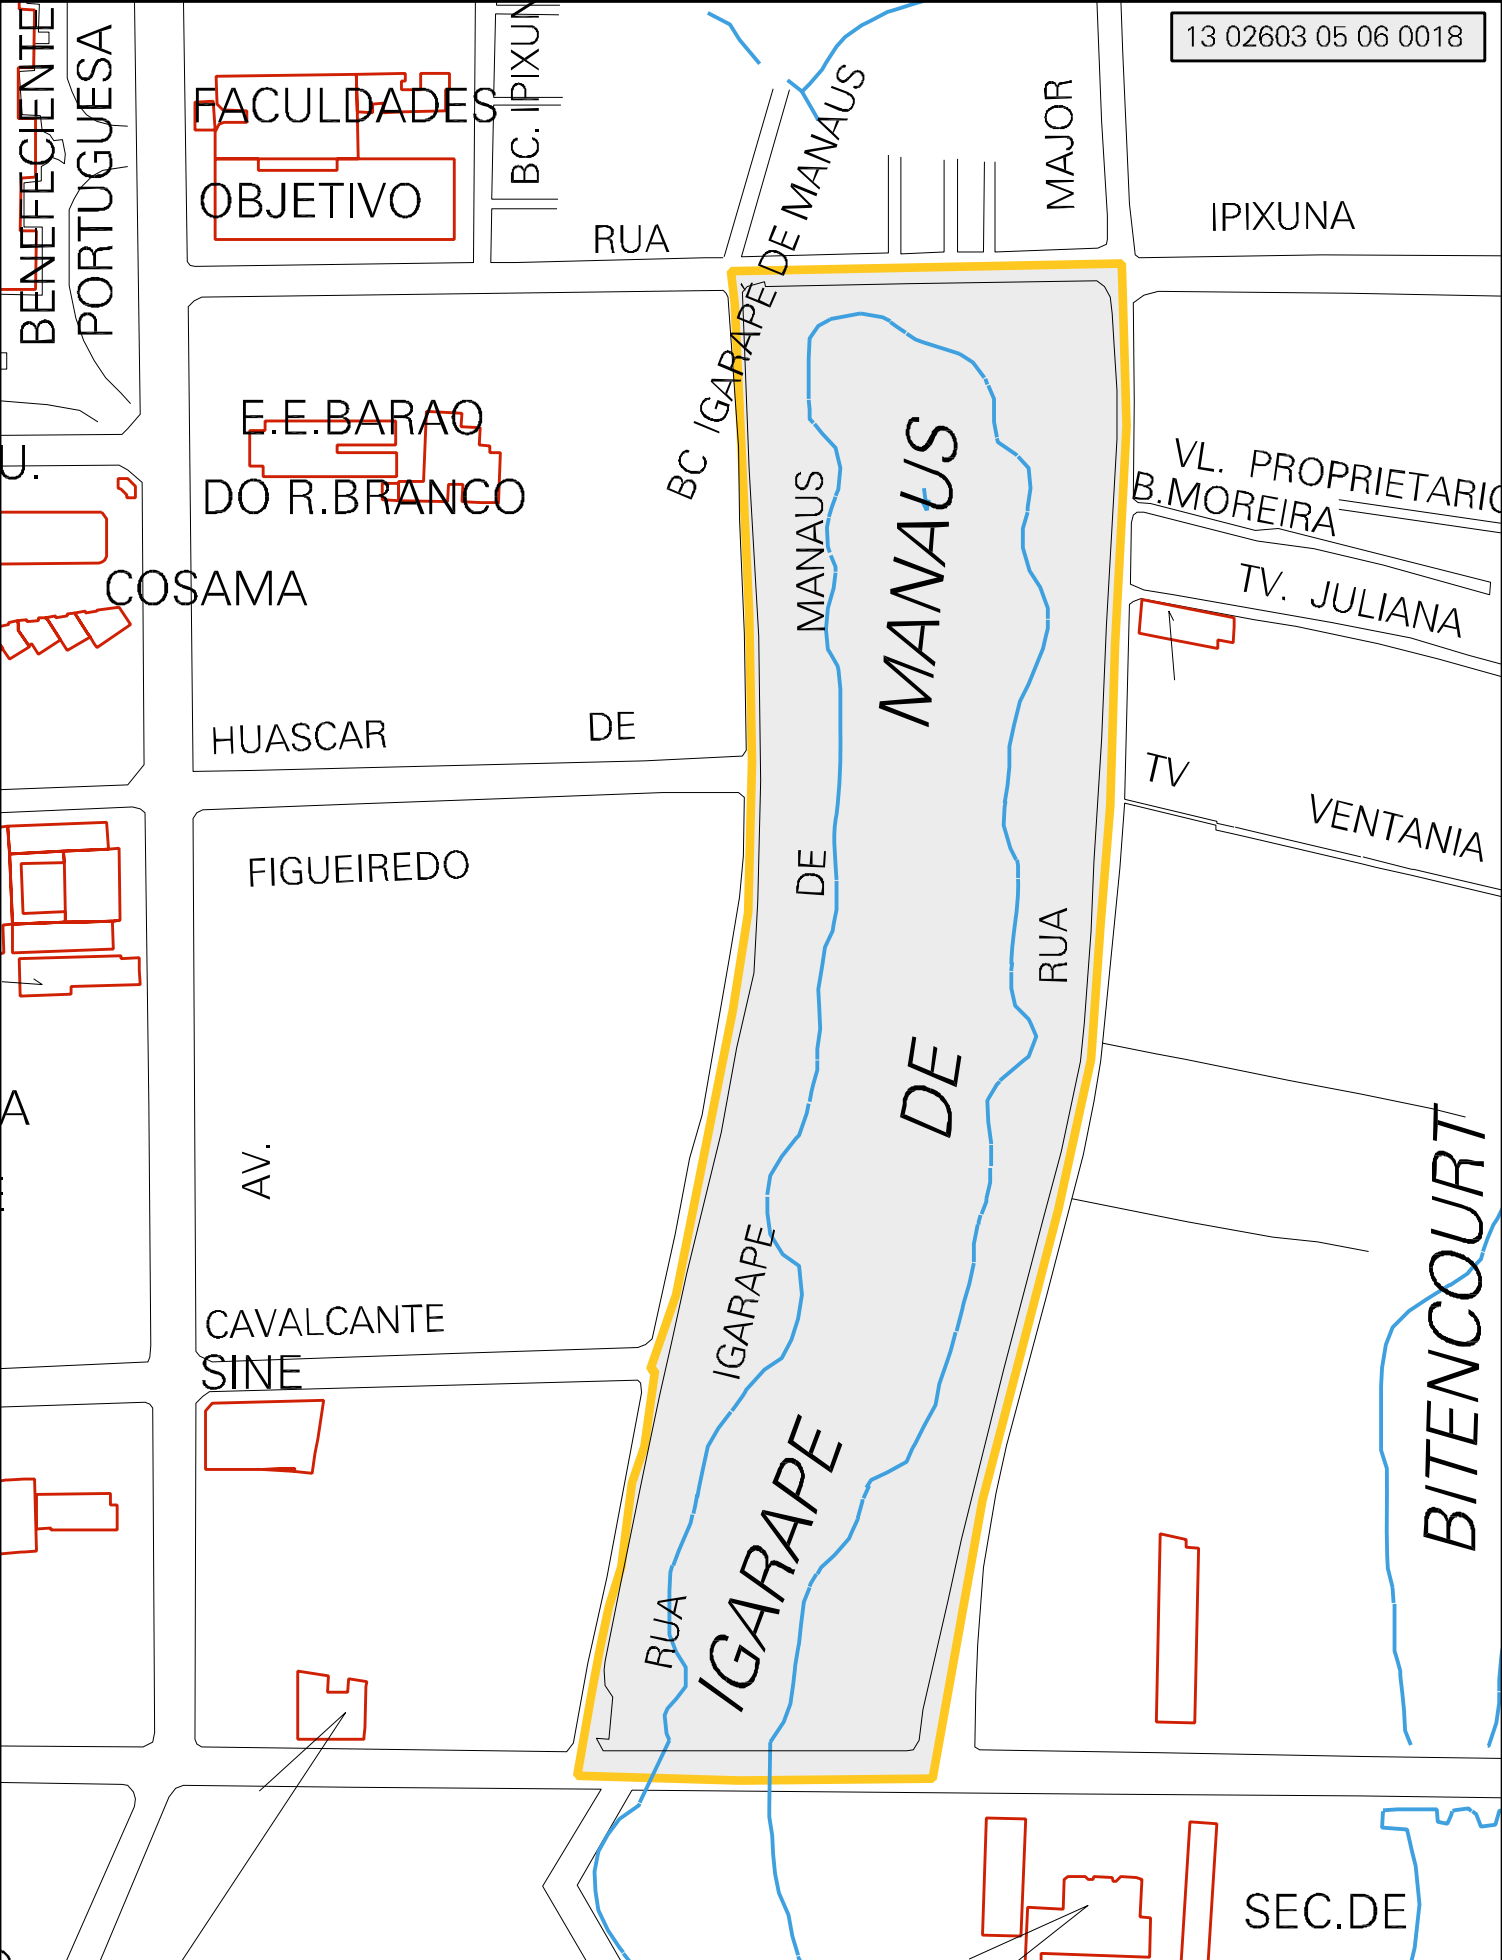 13 02603 05 06 0018
BENEFECIENTE
PORTUGUESA
FACULDADES
OBJETIVO
BC. IPIXUN
RUA
BC IGARAPE DE MANAUS
MAJOR
IPIXUNA
E.E.BARAO
DO R.BRANCO
U.
COSAMA
MANAUS
MANAUS
VL. PROPRIETARIO
B.MOREIRA
TV. JULIANA
HUASCAR DE
TV VENTANIA
FIGUEIREDO
DE
RUA
DE
A
AV.
BITENCOURT
IGARAPE
CAVALCANTE
SINE
IGARAPE
RUA
SEC.DE